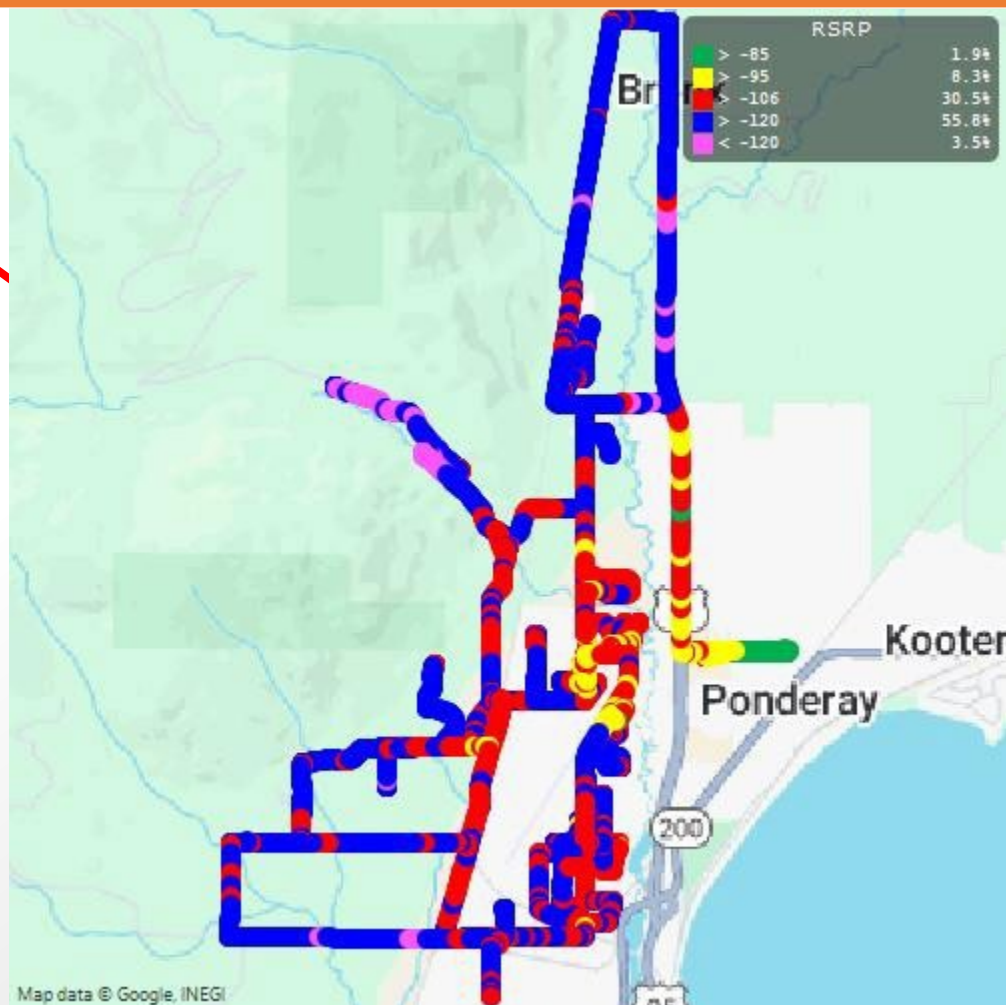 RSRP
> -85 1.9%
> -95 8.3%
> -106 30.5%
> -120 55.8%
< -120 3.5%
Kooten
Ponderay
200
Map data © Google, INEGI